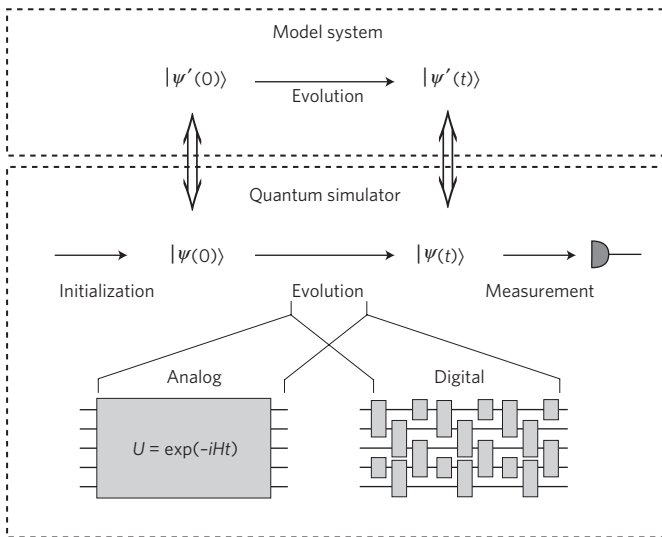 Model system
|ψ′(0)⟩ |ψ′(t)⟩
Evolution
Quantum simulator
|ψ(0)⟩ |ψ(t)⟩
Initialization Evolution Measurement
Analog Digital
U = exp(–iHt)